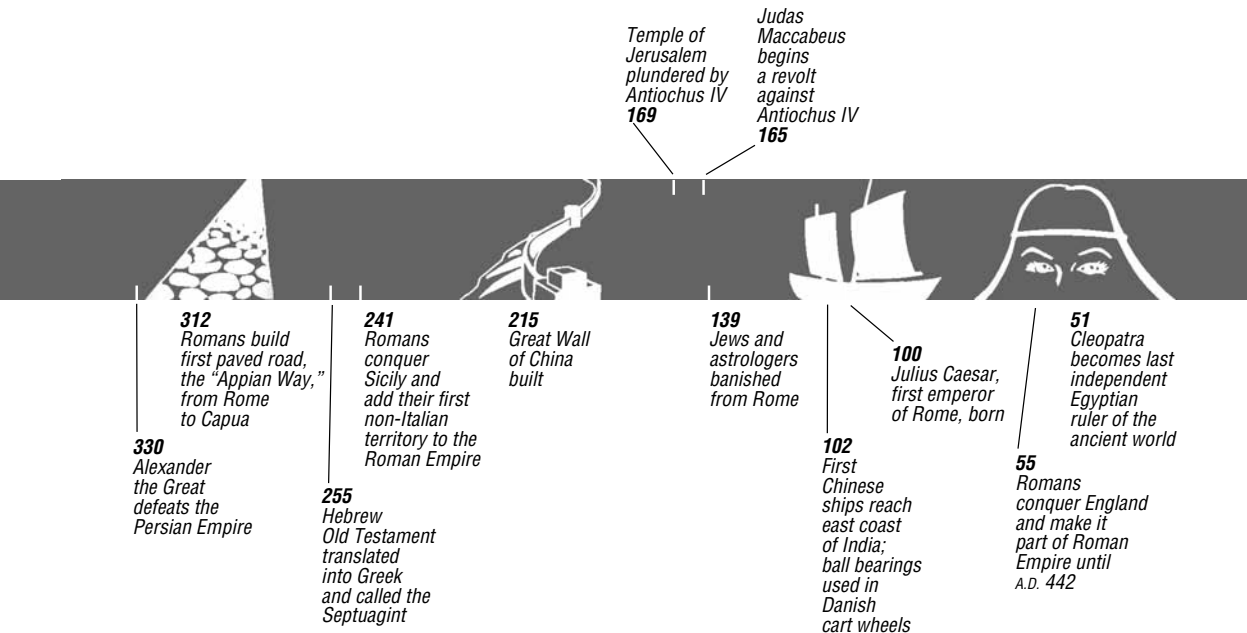 Temple of
Jerusalem
plundered by
Antiochus IV
169
Judas
Maccabeus
begins
a revolt
against
Antiochus IV
165
330
Alexander
the Great
defeats the
Persian Empire
312
Romans build
first paved road,
the “Appian Way,”
from Rome
to Capua
255
Hebrew
Old Testament
translated
into Greek
and called the
Septuagint
241
Romans
conquer
Sicily and
add their first
non-Italian
territory to the
Roman Empire
215
Great Wall
of China
built
139
Jews and
astrologers
banished
from Rome
102
First
Chinese
ships reach
east coast
of India;
ball bearings
used in
Danish
cart wheels
100
Julius Caesar,
first emperor
of Rome, born
55
Romans
conquer England
and make it
part of Roman
Empire until
A.D. 442
51
Cleopatra
becomes last
independent
Egyptian
ruler of the
ancient world